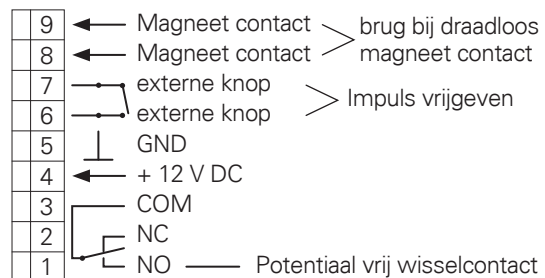 9 Magneet contact
8 Magneet contact
brug bij draadloos
magneet contact
7 externe knop
6 externe knop
Impuls vrijgeven
5 GND
4 + 12 V DC
3 COM
2 NC
1 NO Potentiaal vrij wisselcontact